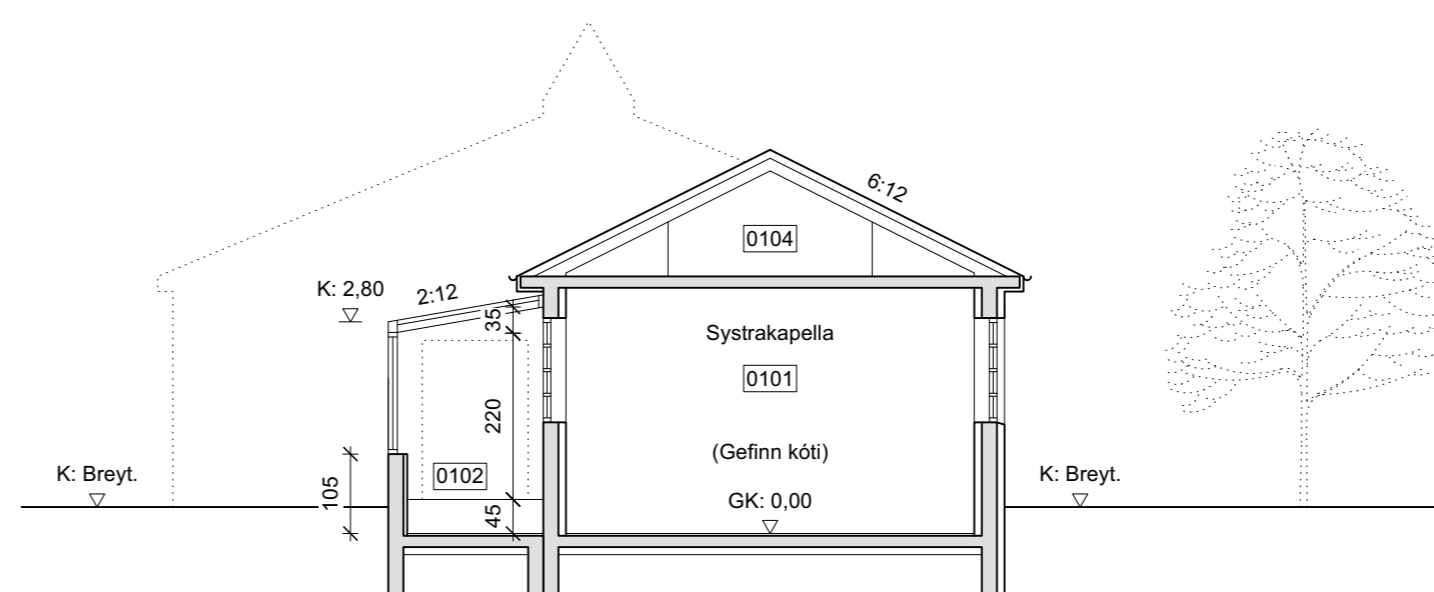 6:12
0104
K: 2,80
2:12
35
Systrakapella
0101
220
(Gefinn kóti)
K: Breyt.
0102
K: Breyt.
105
GK: 0,00
45